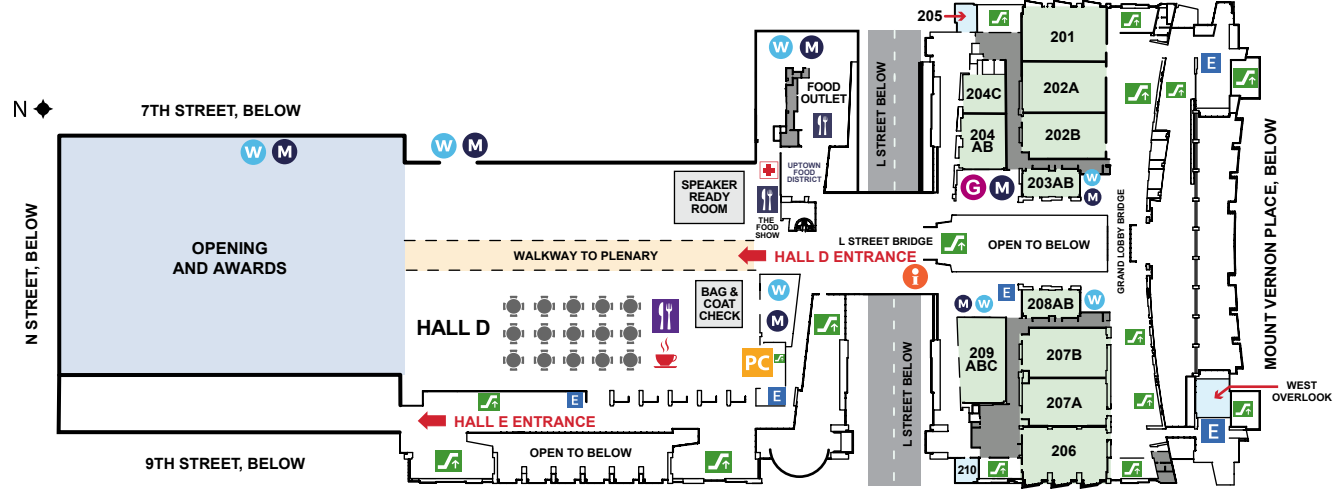 205
201
E
W M
FOOD
OUTLET
L STREET BELOW
204C
202A
N
7TH STREET, BELOW
204
AB
202B
MOUNT VERNON PLACE, BELOW
W M
W M
UPTOWN
FOOD
DISTRICT
SPEAKER
READY
ROOM
THE
FOOD
SHOW
G M
203AB
W
M
N STREET, BELOW
OPENING
AND AWARDS
WALKWAY TO PLENARY
HALL D ENTRANCE
L STREET BRIDGE
OPEN TO BELOW
GRAND LOBBY BRIDGE
i
BAG &
COAT
CHECK
W
M
HALL D
M W
E
208AB
W
209
ABC
207B
PC
L STREET BELOW
207A
WEST
OVERLOOK
E
E
HALL E ENTRANCE
E
OPEN TO BELOW
206
9TH STREET, BELOW
210